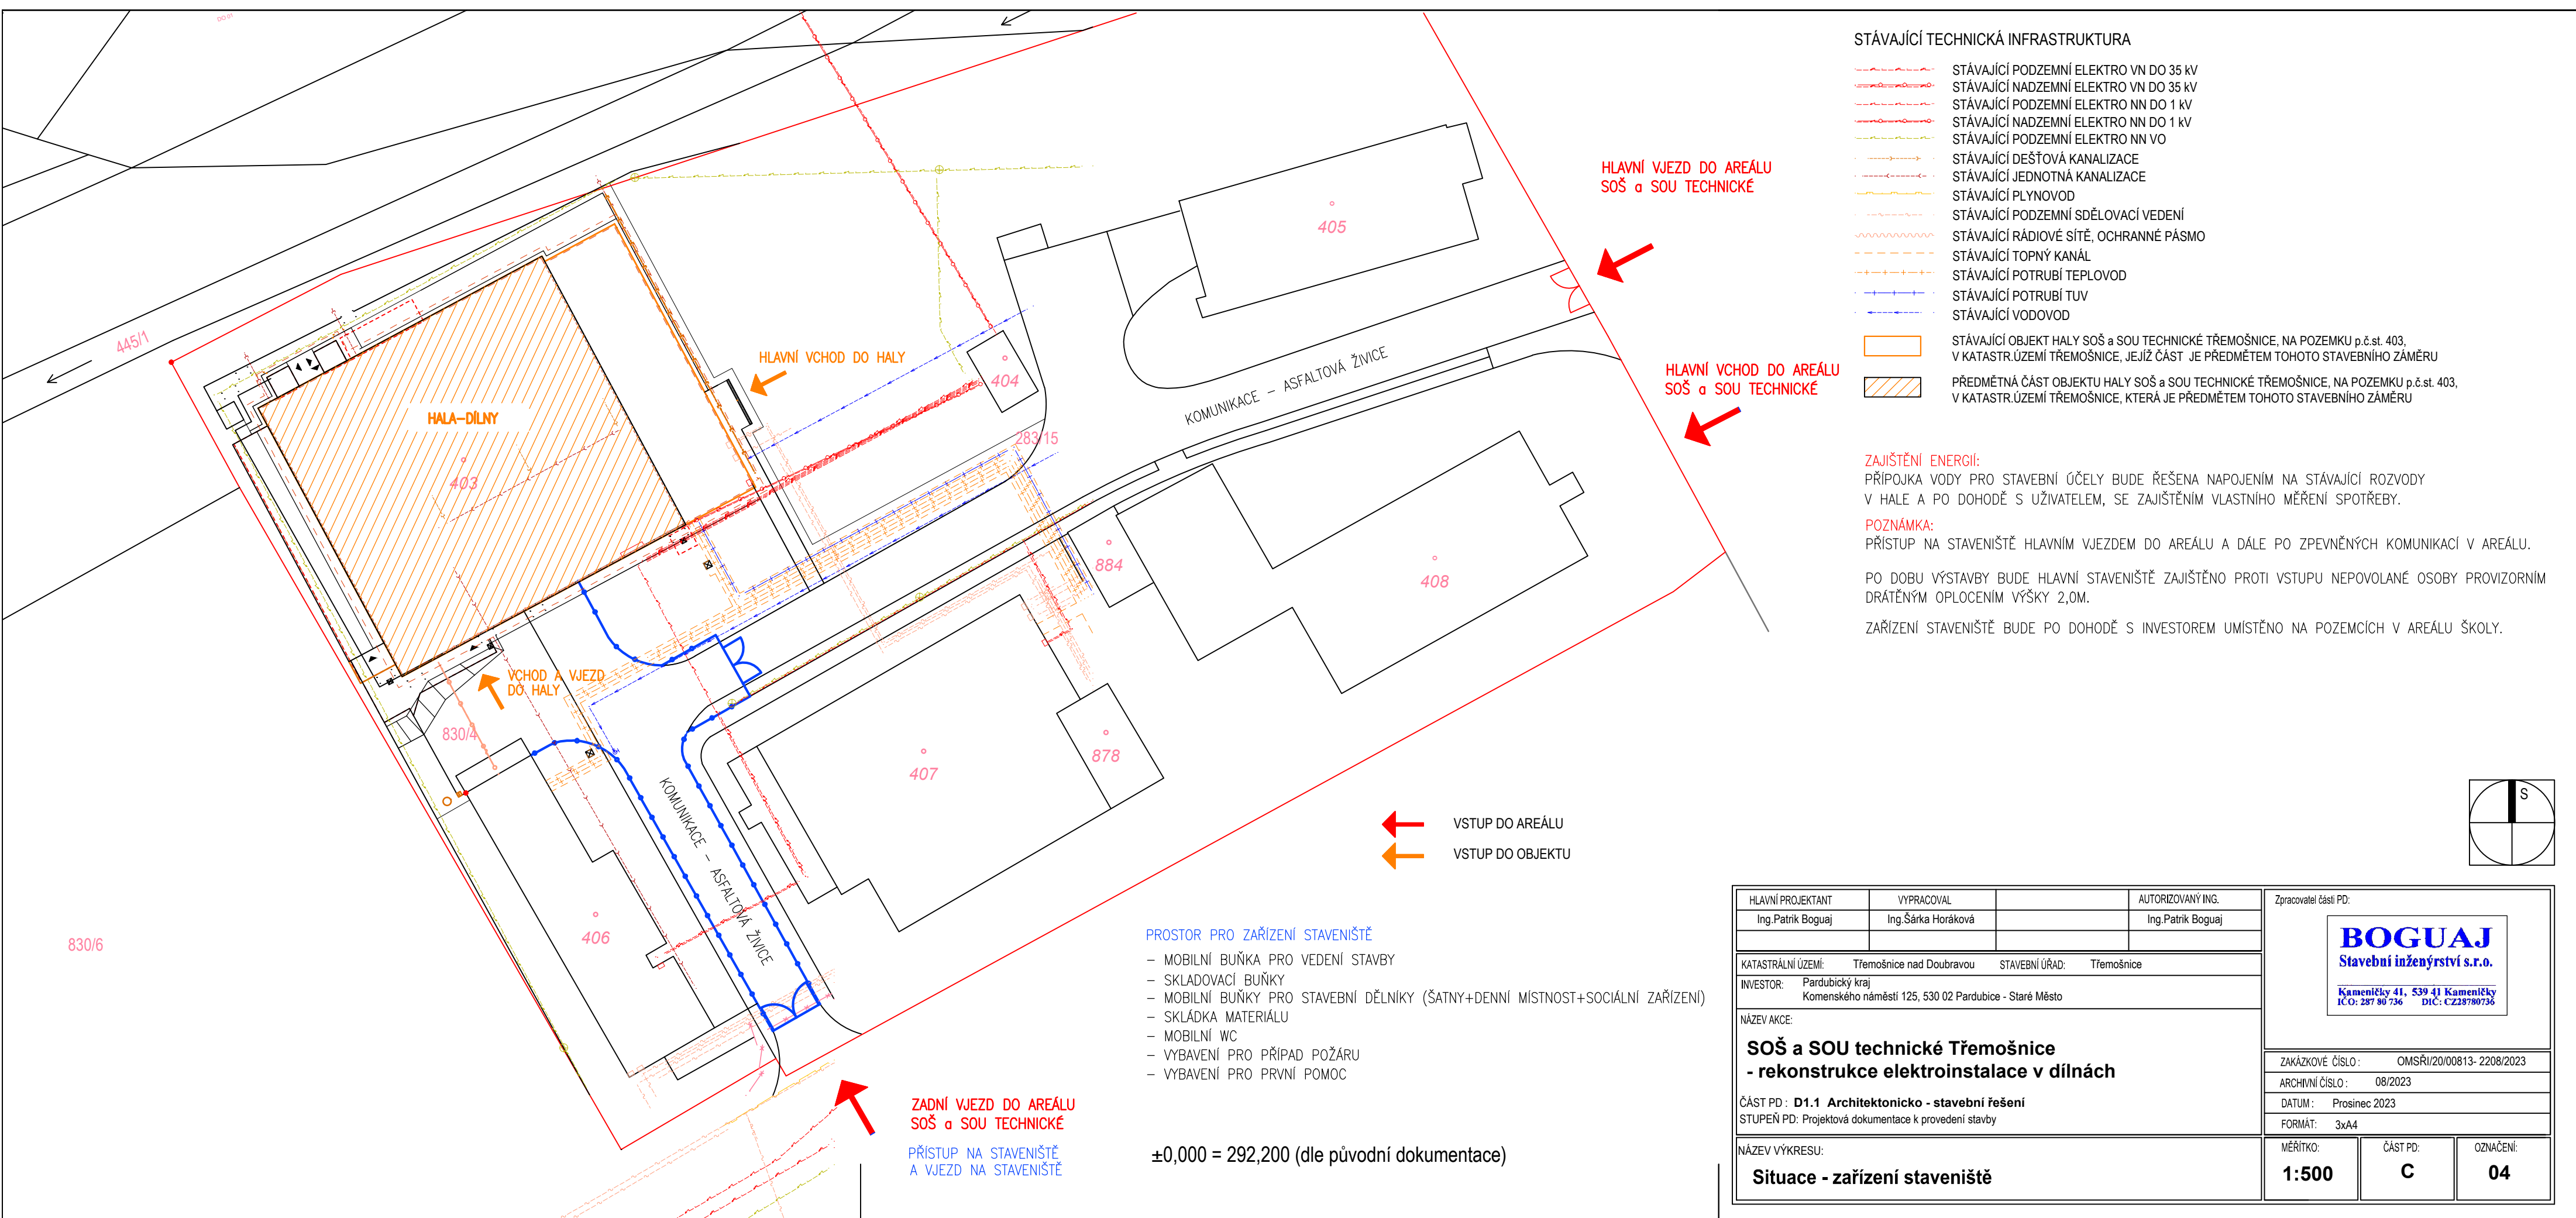 DO 01
445/1
HALA-DÍLNY
403
HLAVNÍ VCHOD DO HALY
404
283/15
405
KOMUNIKACE - ASFALTOVÁ ŽIVICE
HLAVNÍ VJEZD DO AREÁLU
SOŠ a SOU TECHNICKÉ
HLAVNÍ VCHOD DO AREÁLU
SOŠ a SOU TECHNICKÉ
884
408
VCHOD A VJEZD
DO HALY
830/4
407
878
406
KOMUNIKACE - ASFALTOVÁ ŽIVICE
830/6
ZADNÍ VJEZD DO AREÁLU
SOŠ a SOU TECHNICKÉ
PŘÍSTUP NA STAVENIŠTĚ
A VJEZD NA STAVENIŠTĚ
VSTUP DO AREÁLU
VSTUP DO OBJEKTU
PROSTOR PRO ZAŘÍZENÍ STAVENIŠTĚ
- MOBILNÍ BUŇKA PRO VEDENÍ STAVBY
- SKLADOVACÍ BUŇKY
- MOBILNÍ BUŇKY PRO STAVEBNÍ DĚLNÍKY (ŠATNY+DENNÍ MÍSTNOST+SOCIÁLNÍ ZAŘÍZENÍ)
- SKLÁDKA MATERIÁLU
- MOBILNÍ WC
- VYBAVENÍ PRO PŘÍPAD POŽÁRU
- VYBAVENÍ PRO PRVNÍ POMOC
±0,000 = 292,200 (dle původní dokumentace)
STÁVAJÍCÍ TECHNICKÁ INFRASTRUKTURA
STÁVAJÍCÍ PODZEMNÍ ELEKTRO VN DO 35 kV
STÁVAJÍCÍ NADZEMNÍ ELEKTRO VN DO 35 kV
STÁVAJÍCÍ PODZEMNÍ ELEKTRO NN DO 1 kV
STÁVAJÍCÍ NADZEMNÍ ELEKTRO NN DO 1 kV
STÁVAJÍCÍ PODZEMNÍ ELEKTRO NN VO
STÁVAJÍCÍ DEŠŤOVÁ KANALIZACE
STÁVAJÍCÍ JEDNOTNÁ KANALIZACE
STÁVAJÍCÍ PLYNOVOD
STÁVAJÍCÍ PODZEMNÍ SDĚLOVACÍ VEDENÍ
STÁVAJÍCÍ RÁDIOVÉ SÍTĚ, OCHRANNÉ PÁSMO
STÁVAJÍCÍ TOPNÝ KANÁL
STÁVAJÍCÍ POTRUBÍ TEPLOVOD
STÁVAJÍCÍ POTRUBÍ TUV
STÁVAJÍCÍ VODOVOD
STÁVAJÍCÍ OBJEKT HALY SOŠ a SOU TECHNICKÉ TŘEMOŠNICE, NA POZEMKU p.č.st. 403,
V KATASTR.ÚZEMÍ TŘEMOŠNICE, JEJÍŽ ČÁST JE PŘEDMĚTEM TOHOTO STAVEBNÍHO ZÁMĚRU
PŘEDMĚTNÁ ČÁST OBJEKTU HALY SOŠ a SOU TECHNICKÉ TŘEMOŠNICE, NA POZEMKU p.č.st. 403,
V KATASTR.ÚZEMÍ TŘEMOŠNICE, KTERÁ JE PŘEDMĚTEM TOHOTO STAVEBNÍHO ZÁMĚRU
ZAJIŠTĚNÍ ENERGIÍ:
PŘÍPOJKA VODY PRO STAVEBNÍ ÚČELY BUDE ŘEŠENA NAPOJENÍM NA STÁVAJÍCÍ ROZVODY
V HALE A PO DOHODĚ S UŽIVATELEM, SE ZAJIŠTĚNÍM VLASTNÍHO MĚŘENÍ SPOTŘEBY.
POZNÁMKA:
PŘÍSTUP NA STAVENIŠTĚ HLAVNÍM VJEZDEM DO AREÁLU A DÁLE PO ZPEVNĚNÝCH KOMUNIKACÍ V AREÁLU.
PO DOBU VÝSTAVBY BUDE HLAVNÍ STAVENIŠTĚ ZAJIŠTĚNO PROTI VSTUPU NEPOVOLANÉ OSOBY PROVIZORNÍM
DRÁTĚNÝM OPLOCENÍM VÝŠKY 2,0M.
ZAŘÍZENÍ STAVENIŠTĚ BUDE PO DOHODĚ S INVESTOREM UMÍSTĚNO NA POZEMCÍCH V AREÁLU ŠKOLY.
S
HLAVNÍ PROJEKTANT
VYPRACOVAL
AUTORIZOVANÝ ING.
Ing.Patrik Boguaj
Ing.Šárka Horáková
Ing.Patrik Boguaj
KATASTRÁLNÍ ÚZEMÍ: Třemošnice nad Doubravou STAVEBNÍ ÚŘAD: Třemošnice
INVESTOR: Pardubický kraj
Komenského náměstí 125, 530 02 Pardubice - Staré Město
NÁZEV AKCE:
SOŠ a SOU technické Třemošnice
- rekonstrukce elektroinstalace v dílnách
ČÁST PD : D1.1 Architektonicko - stavební řešení
STUPEŇ PD: Projektová dokumentace k provedení stavby
NÁZEV VÝKRESU:
Situace - zařízení staveniště
Zpracovatel části PD:
BOGUAJ
Stavební inženýrství s.r.o.
Kameničky 41, 539 41 Kameničky
IČO: 287 80 736 DIČ: CZ28780736
ZAKÁZKOVÉ ČÍSLO : OMSŘI/20/00813- 2208/2023
ARCHIVNÍ ČÍSLO : 08/2023
DATUM : Prosinec 2023
FORMÁT: 3xA4
MĚŘÍTKO:
1:500
ČÁST PD:
C
OZNAČENÍ:
04